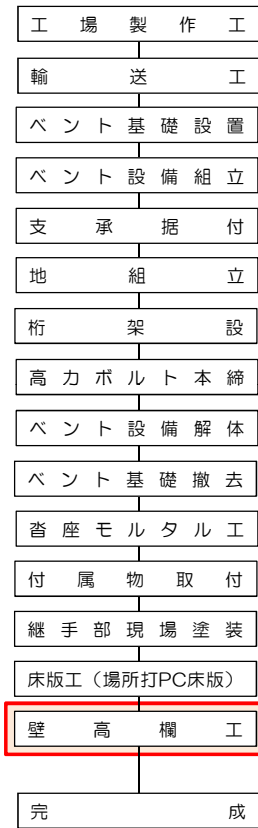 工場製作工
輸送工
ベント基礎設置
ベント設備組立
支承据付
地組立
桁架設
高力ボルト本締
ベント設備解体
ベント基礎撤去
沓座モルタル工
付属物取付
継手部現場塗装
床版工（場所打PC床版）
壁高欄工
完成